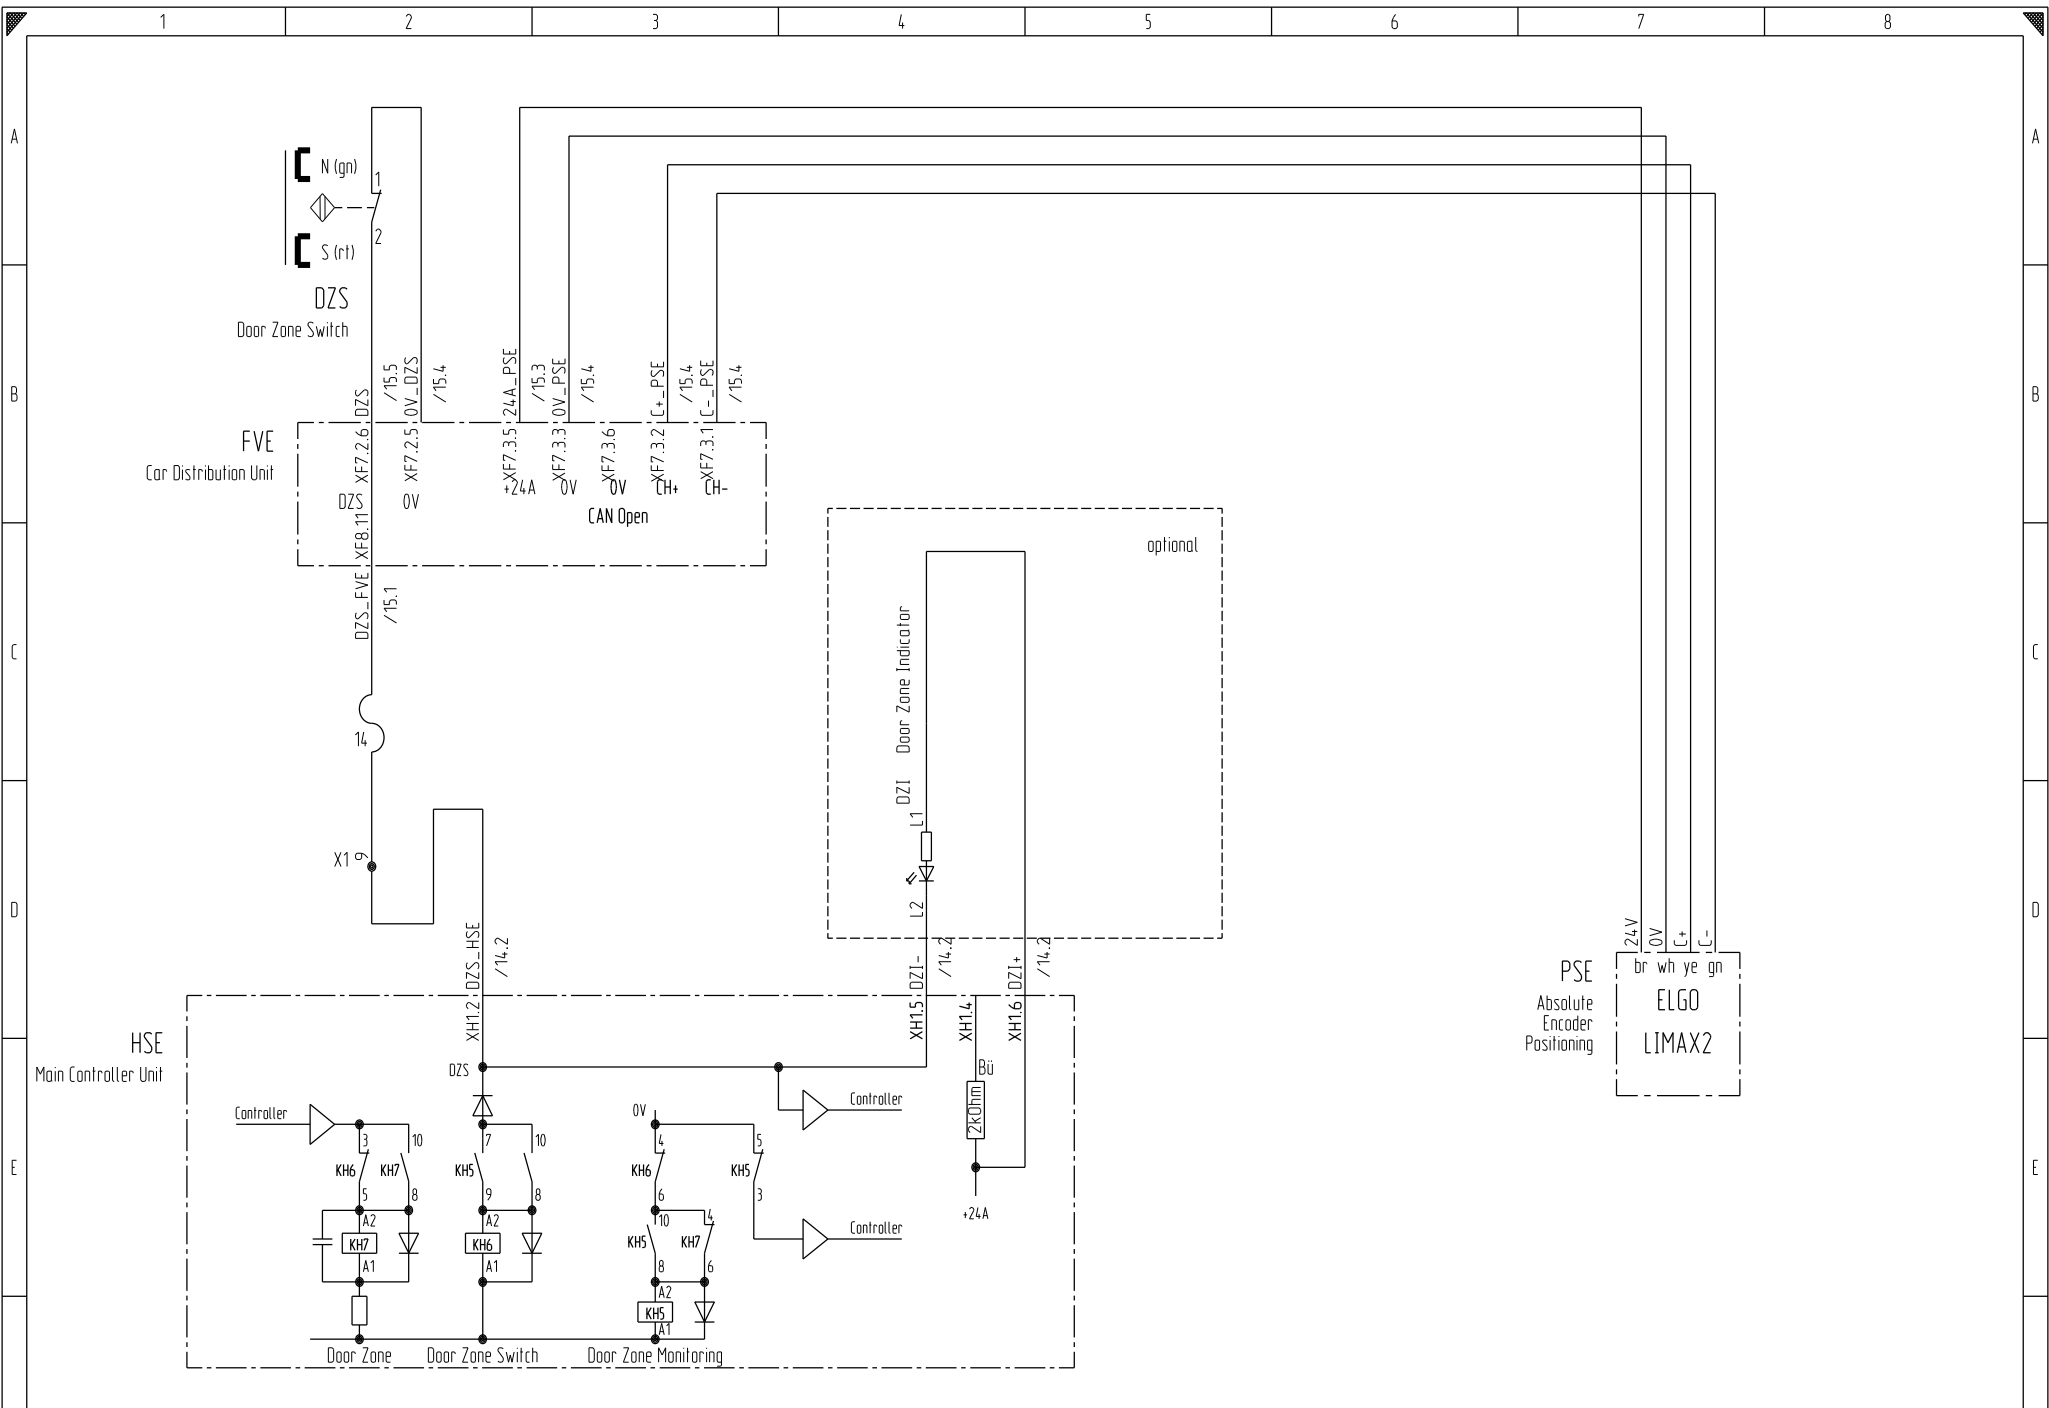 1 2 3 4 5 6 7 8
A A
N (gn)
1
2
S (rt)
DZS
Door Zone Switch
B B
DZS
/15.5
0V_DZS
/15.4
24A_PSE
/15.3
0V_PSE
/15.4
C+_PSE
/15.4
C-_PSE
/15.4
FVE
Car Distribution Unit
XF7.2.6
XF7.2.5
XF7.3.5
XF7.3.3
XF7.3.6
XF7.3.2
XF7.3.1
DZS 0V
+24A 0V 0V CH+ CH-
CAN Open
XF8.11
DZS_FVE
/15.1
optional
C C
DZI Door Zone Indicator
14
L1
L2
X1 9
D D
DZS_HSE
/14.2
DZI-
/14.2
DZI+
/14.2
24V
0V
C+
C-
PSE
Absolute
Encoder
Positioning
br wh ye gn
ELGO
LIMAX2
HSE
Main Controller Unit
XH1.2
XH1.5
XH1.4
XH1.6
DZS
Bü
2kOhm
Controller
0V
Controller
3 10 7 10 4 5
E E
KH6 KH7 KH5 KH6 KH5
5 8 9 8 6 3
+24A
A2 A2 10 4
Controller
KH7 KH6 KH5 KH7
A1 A1 8 6
A2
KH5
A1
Door Zone Door Zone Switch Door Zone Monitoring